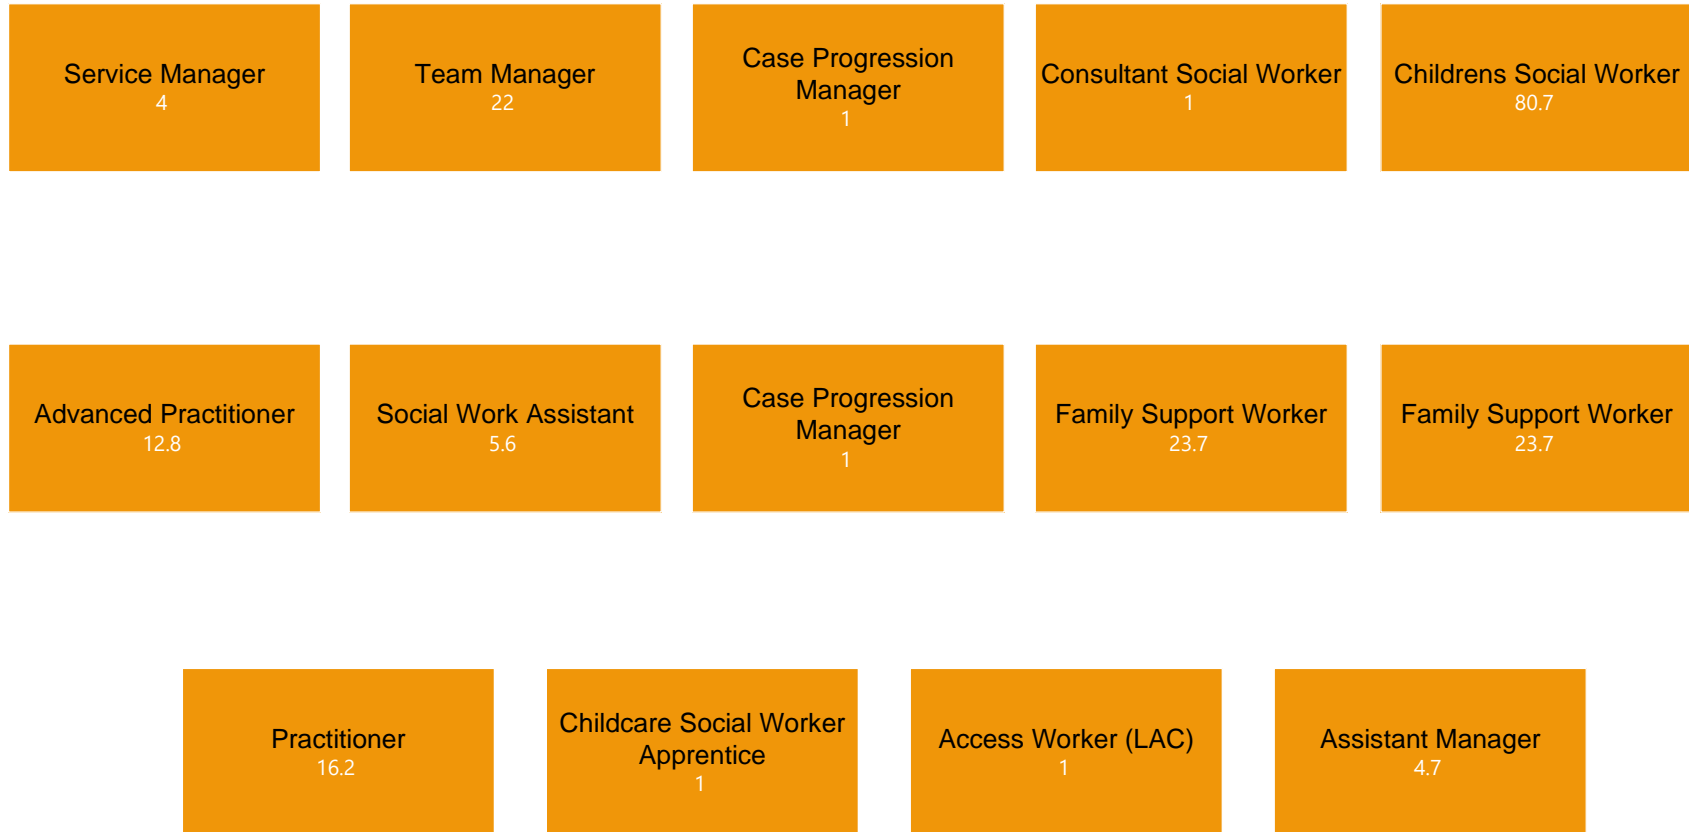 Service Manager
4
Team Manager
22
Case Progression
Manager
1
Consultant Social Worker
1
Childrens Social Worker
80.7
Advanced Practitioner
12.8
Social Work Assistant
5.6
Case Progression
Manager
1
Family Support Worker
23.7
Family Support Worker
23.7
Practitioner
16.2
Childcare Social Worker
Apprentice
1
Access Worker (LAC)
1
Assistant Manager
4.7